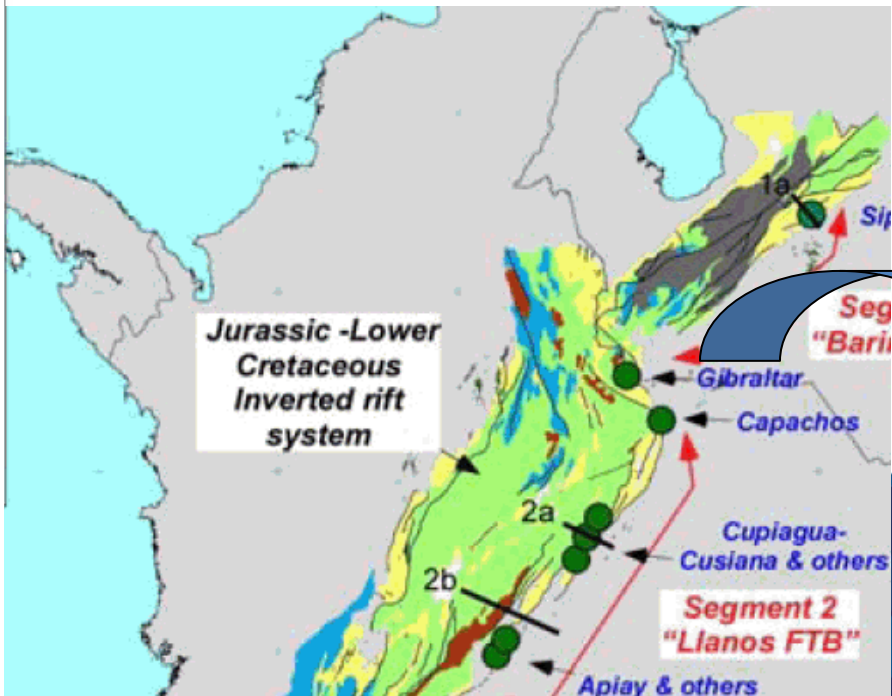 1a
Sip
Jurassic -Lower
Cretaceous
Inverted rift
system
Seg
"Barin
Gibraltar
Capachos
2a
Cupiagua-
Cusiana & others
2b
Segment 2
"Llanos FTB"
Apiay & others